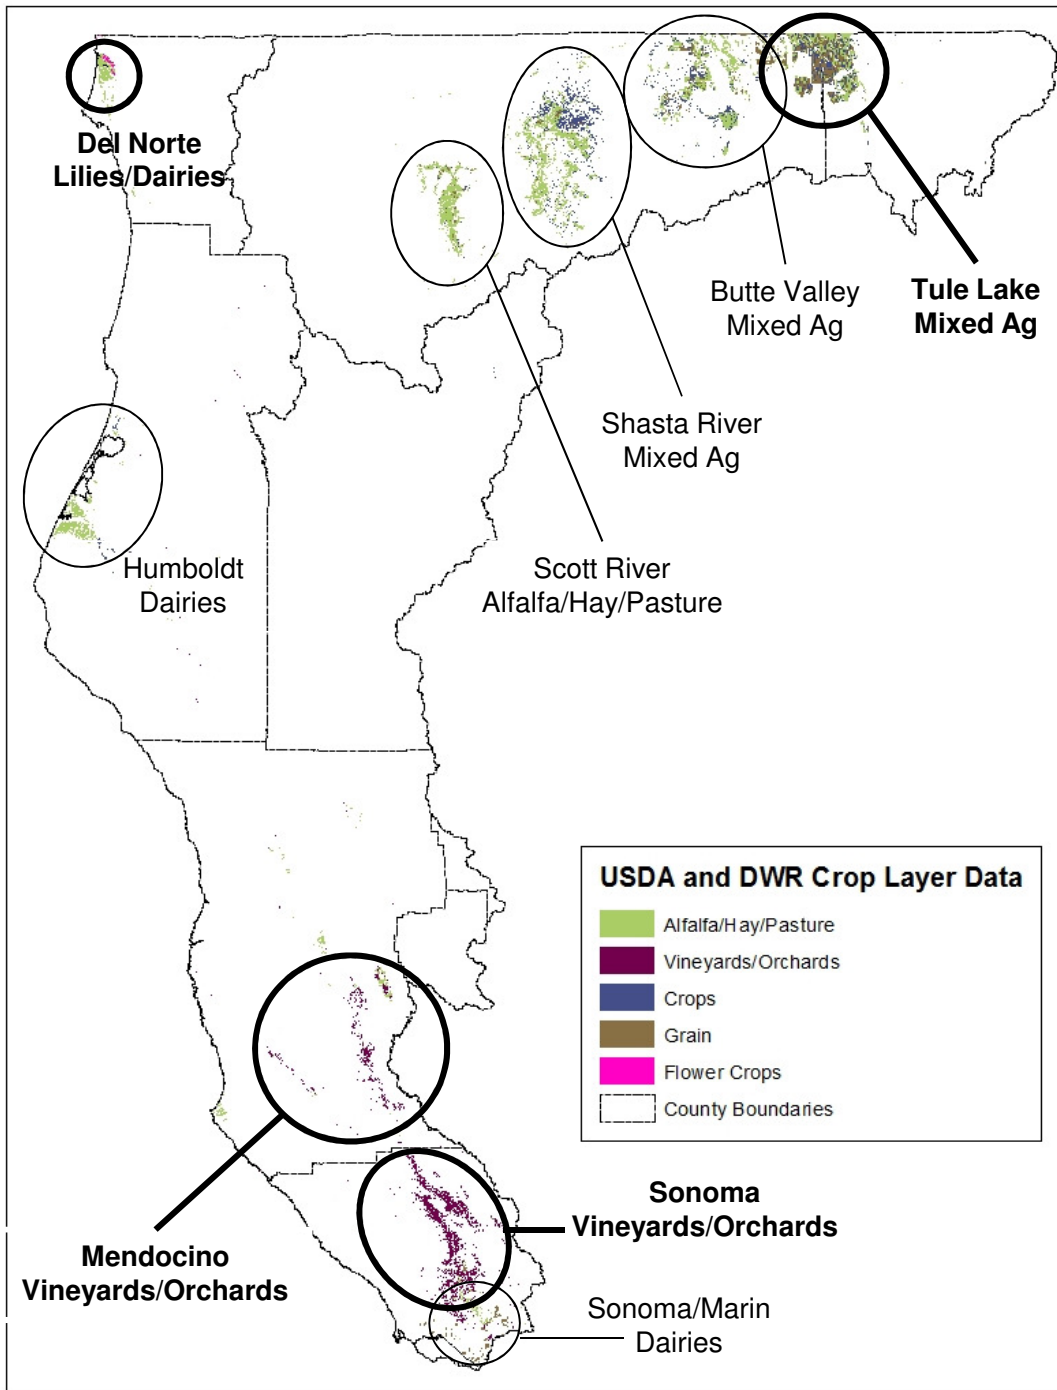 Del Norte
Lilies/Dairies
Butte Valley
Mixed Ag
Tule Lake
Mixed Ag
Shasta River
Mixed Ag
Scott River
Alfalfa/Hay/Pasture
Humboldt
Dairies
USDA and DWR Crop Layer Data
Alfalfa/Hay/Pasture
Vineyards/Orchards
Crops
Grain
Flower Crops
County Boundaries
Sonoma
Vineyards/Orchards
Mendocino
Vineyards/Orchards
Sonoma/Marin
Dairies